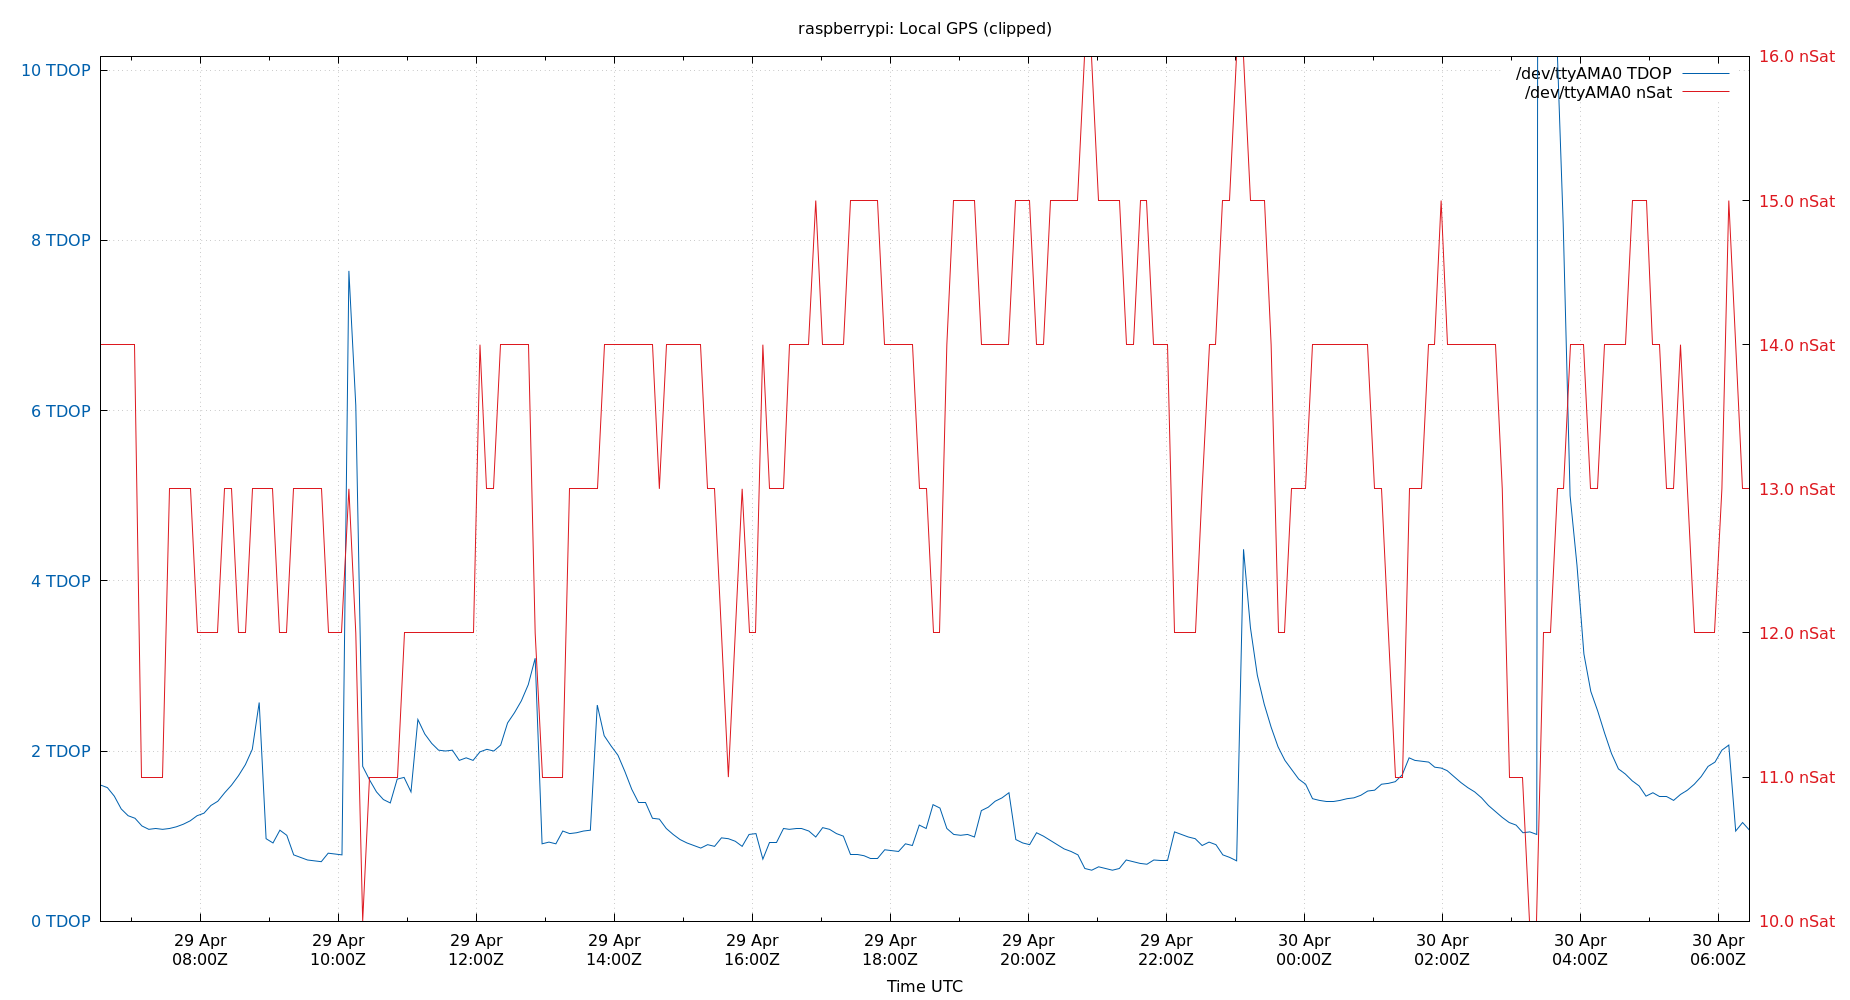 raspberrypi: Local GPS (clipped)
10 TDOP
8 TDOP
6 TDOP
4 TDOP
2 TDOP
0 TDOP
16.0 nSat
15.0 nSat
14.0 nSat
13.0 nSat
12.0 nSat
11.0 nSat
10.0 nSat
/dev/ttyAMA0 TDOP
/dev/ttyAMA0 nSat
29 Apr 29 Apr 29 Apr 29 Apr 29 Apr 29 Apr 29 Apr 29 Apr 30 Apr 30 Apr 30 Apr 30 Apr
08:00Z 10:00Z 12:00Z 14:00Z 16:00Z 18:00Z 20:00Z 22:00Z 00:00Z 02:00Z 04:00Z 06:00Z
Time UTC